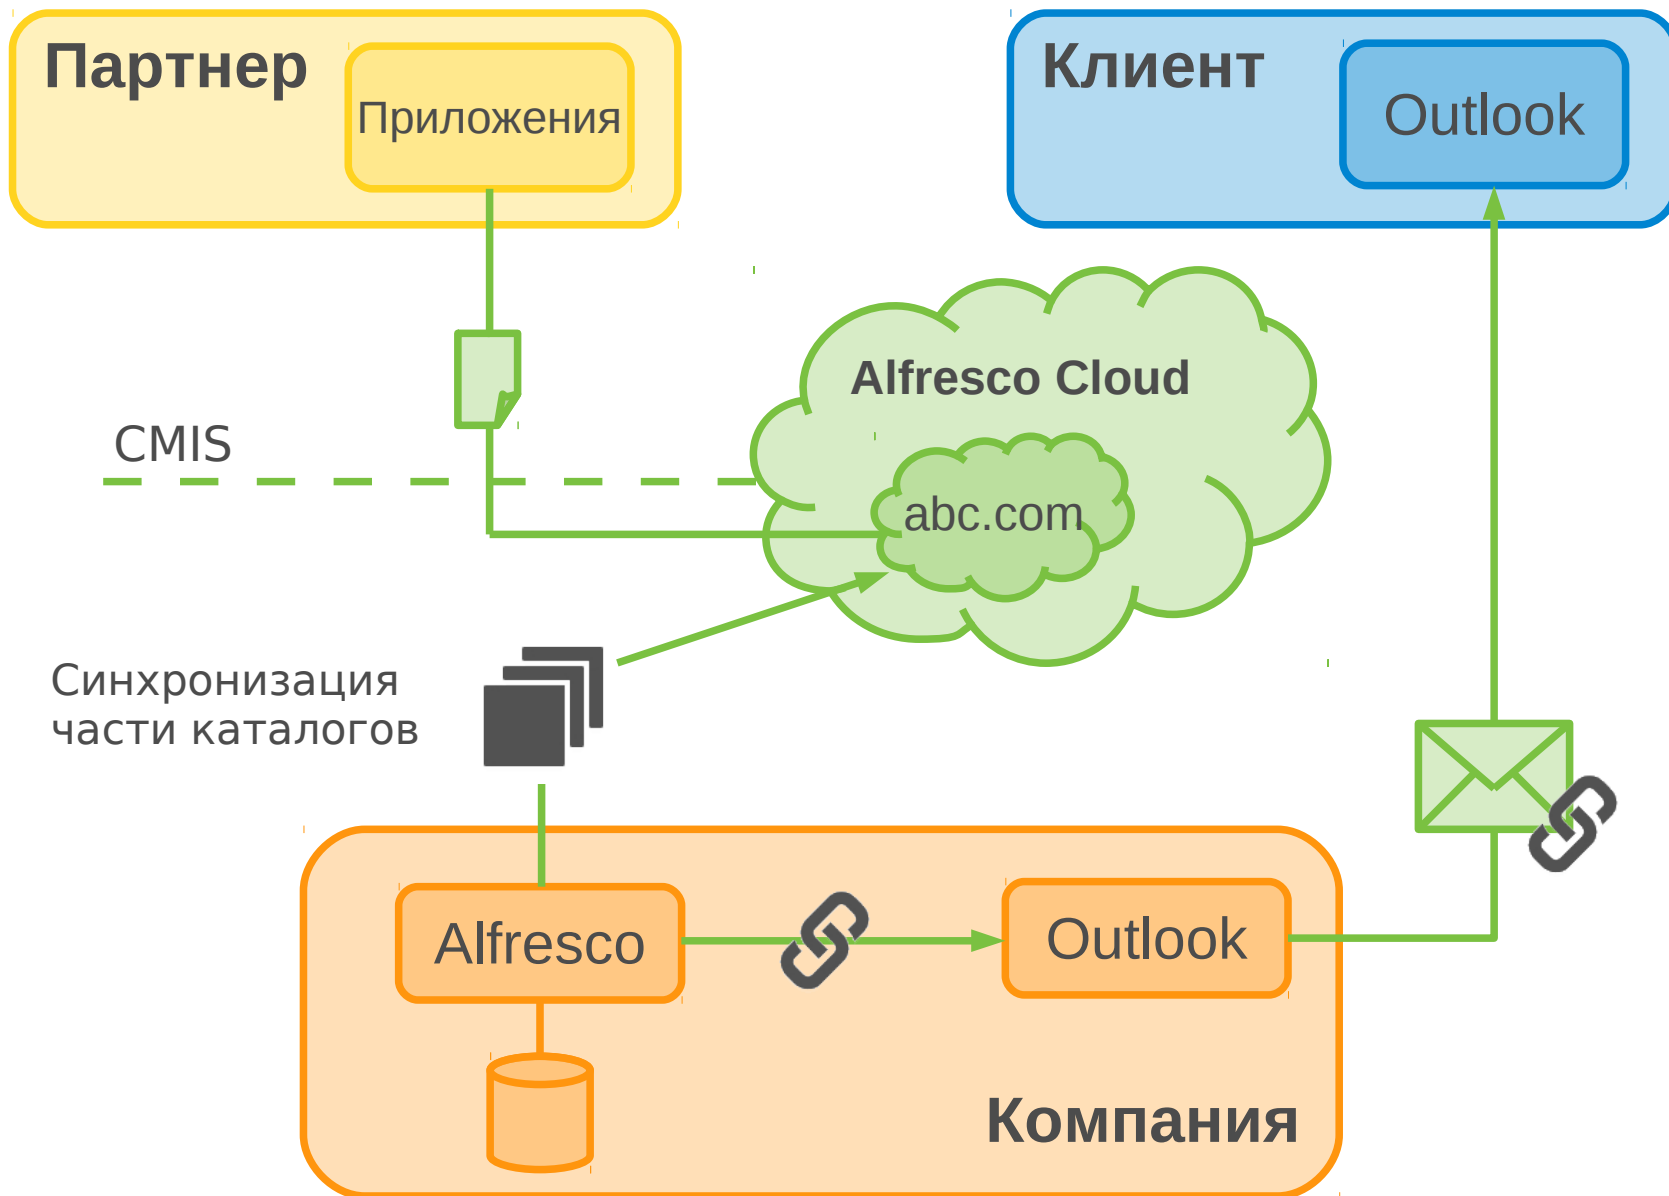 Партнер
Приложения
Клиент
Outlook
Alfresco Cloud
CMIS
abc.com
Синхронизация
части каталогов
Alfresco
Outlook
Компания